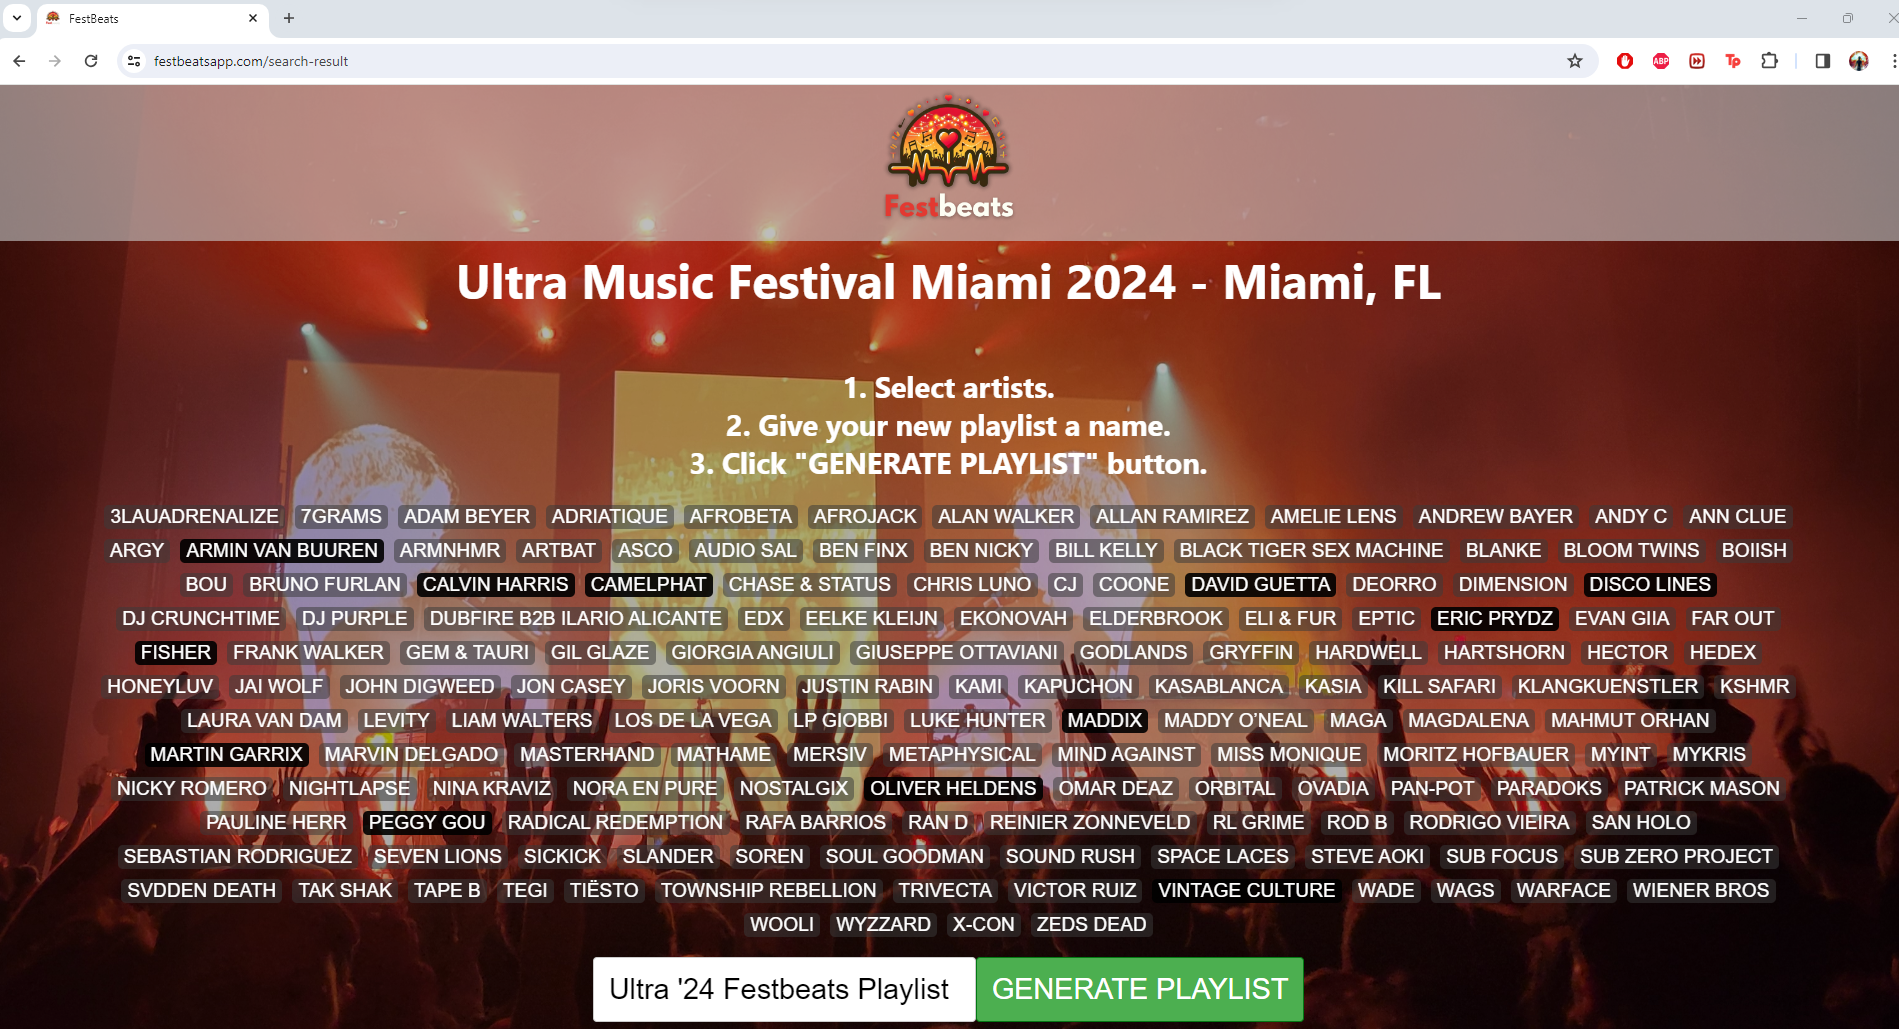 FestBeats
festbeatsapp.com/search-result
ABP
Tp
Festbeats
Ultra Music Festival Miami 2024 - Miami, FL
1. Select artists.
2. Give your new playlist a name.
3. Click "GENERATE PLAYLIST" button.
3LAUADRENALIZE 7GRAMS ADAM BEYER ADRIATIQUE AFROBETA AFROJACK ALAN WALKER ALLAN RAMIREZ AMELIE LENS ANDREW BAYER ANDY C ANN CLUE
ARGY ARMIN VAN BUUREN ARMNHMR ARTBAT ASCO AUDIO SAL BEN FINX BEN NICKY BILL KELLY BLACK TIGER SEX MACHINE BLANKE BLOOM TWINS BOIISH
BOU BRUNO FURLAN CALVIN HARRIS CAMELPHAT CHASE & STATUS CHRIS LUNO CJ COONE DAVID GUETTA DEORRO DIMENSION DISCO LINES
DJ CRUNCHTIME DJ PURPLE DUBFIRE B2B ILARIO ALICANTE EDX EELKE KLEIJN EKONOVAH ELDERBROOK ELI & FUR EPTIC ERIC PRYDZ EVAN GIIA FAR OUT
FISHER FRANK WALKER GEM & TAURI GIL GLAZE GIORGIA ANGIULI GIUSEPPE OTTAVIANI GODLANDS GRYFFIN HARDWELL HARTSHORN HECTOR HEDEX
HONEYLUV JAI WOLF JOHN DIGWEED JON CASEY JORIS VOORN JUSTIN RABIN KAMI KAPUCHON KASABLANCA KASIA KILL SAFARI KLANGKUENSTLER KSHMR
LAURA VAN DAM LEVITY LIAM WALTERS LOS DE LA VEGA LP GIOBBI LUKE HUNTER MADDIX MADDY O'NEAL MAGA MAGDALENA MAHMUT ORHAN
MARTIN GARRIX MARVIN DELGADO MASTERHAND MATHAME MERSIV METAPHYSICAL MIND AGAINST MISS MONIQUE MORITZ HOFBAUER MYINT MYKRIS
NICKY ROMERO NIGHTLAPSE NINA KRAVIZ NORA EN PURE NOSTALGIX OLIVER HELDENS OMAR DEAZ ORBITAL OVADIA PAN-POT PARADOKS PATRICK MASON
PAULINE HERR PEGGY GOU RADICAL REDEMPTION RAFA BARRIOS RAN D REINIER ZONNEVELD RL GRIME ROD B RODRIGO VIEIRA SAN HOLO
SEBASTIAN RODRIGUEZ SEVEN LIONS SICKICK SLANDER SOREN SOUL GOODMAN SOUND RUSH SPACE LACES STEVE AOKI SUB FOCUS SUB ZERO PROJECT
SVDDEN DEATH TAK SHAK TAPE B TEGI TIËSTO TOWNSHIP REBELLION TRIVECTA VICTOR RUIZ VINTAGE CULTURE WADE WAGS WARFACE WIENER BROS
WOOLI WYZZARD X-CON ZEDS DEAD
Ultra '24 Festbeats Playlist GENERATE PLAYLIST